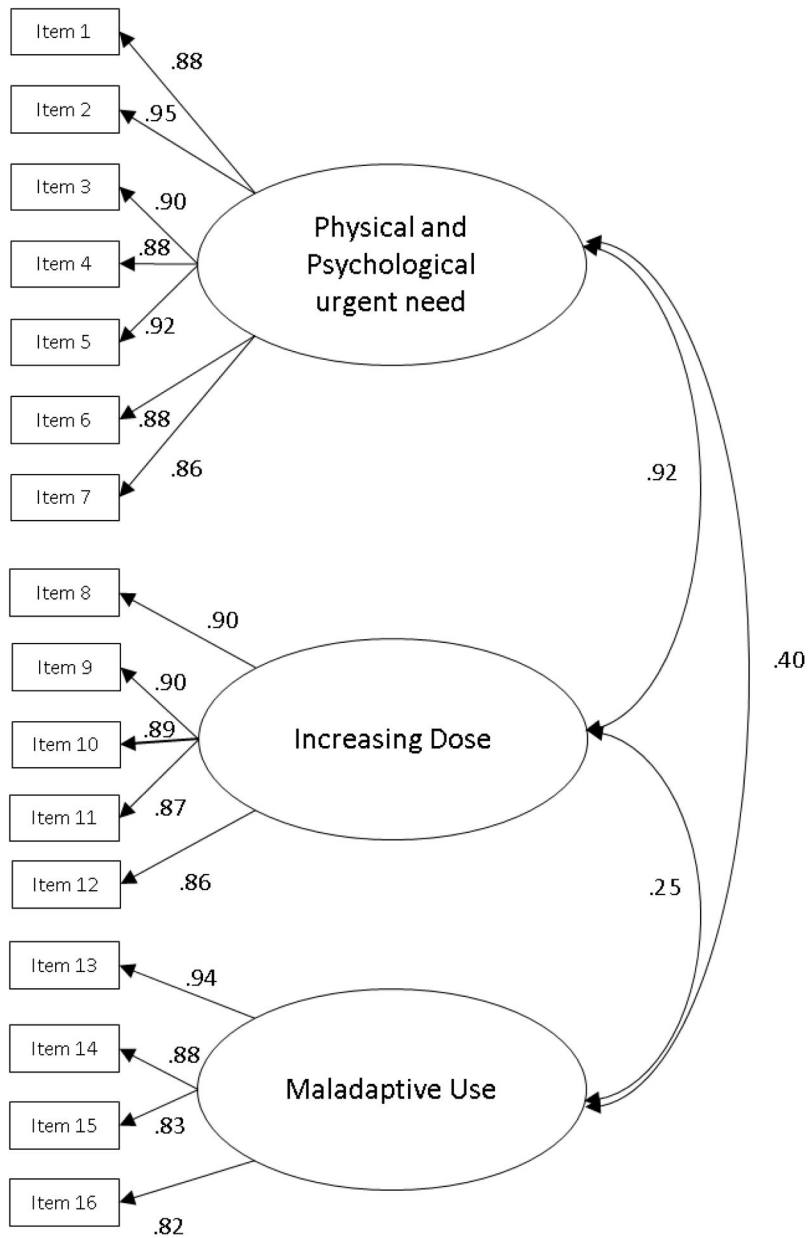 Item 1
.88
Item 2
.95
Item 3
.90
Physical and
Psychological
urgent need
Item 4
.88
Item 5
.92
Item 6
.88
Item 7
.86
.92
Item 8
.90
.40
Item 9
.90
Item 10
.89
Increasing Dose
Item 11
.87
Item 12
.86
.25
Item 13
.94
Item 14
.88
Maladaptive Use
Item 15
.83
Item 16
.82